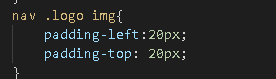 nav .logo img{
padding-left:20px;
padding-top: 20px;
}